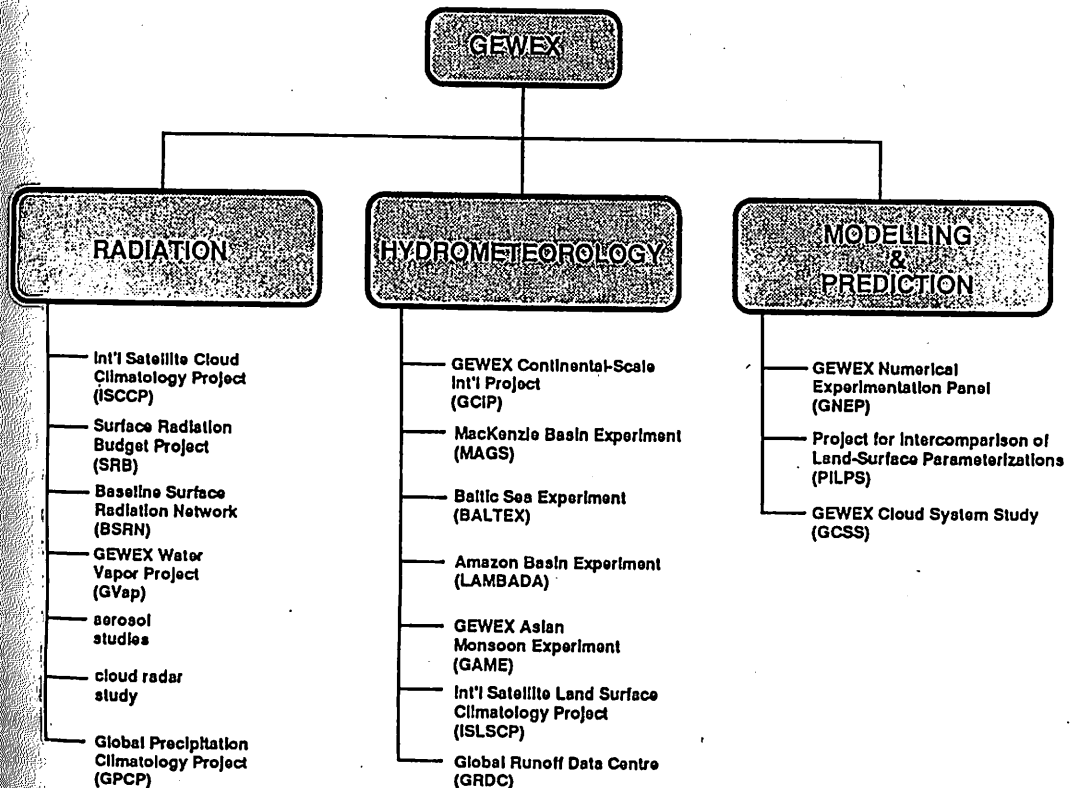 GEWEX
RADIATION
Int'l Satellite Cloud
Climatology Project
(ISCCP)
Surface Radiation
Budget Project
(SRB)
Baseline Surface
Radiation Network
(BSRN)
GEWEX Water
Vapor Project
(GVap)
aerosol
studies
cloud radar
study
Global Precipitation
Climatology Project
(GPCP)
HYDROMETEOROLOGY
GEWEX Continental-Scale
Int'l Project
(GCIP)
MacKenzie Basin Experiment
(MAGS)
Baltic Sea Experiment
(BALTEX)
Amazon Basin Experiment
(LAMBADA)
GEWEX Asian
Monsoon Experiment
(GAME)
Int'l Satellite Land Surface
Climatology Project
(ISLSCP)
Global Runoff Data Centre
(GRDC)
MODELLING
&
PREDICTION
GEWEX Numerical
Experimentation Panel
(GNEP)
Project for Intercomparison of
Land-Surface Parameterizations
(PILPS)
GEWEX Cloud System Study
(GCSS)